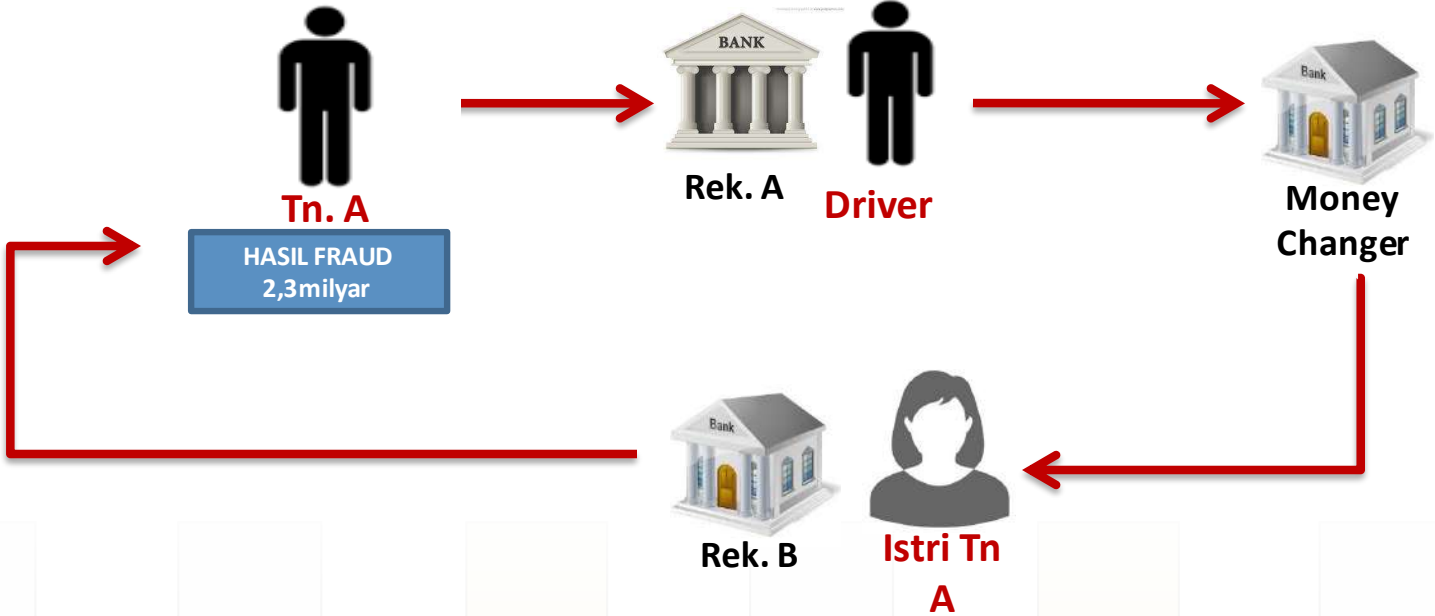 BANK
Bank
Rek. A
Driver
Tn. A
Money
Changer
HASIL FRAUD
2,3milyar
Bank
Rek. B
Istri Tn
A